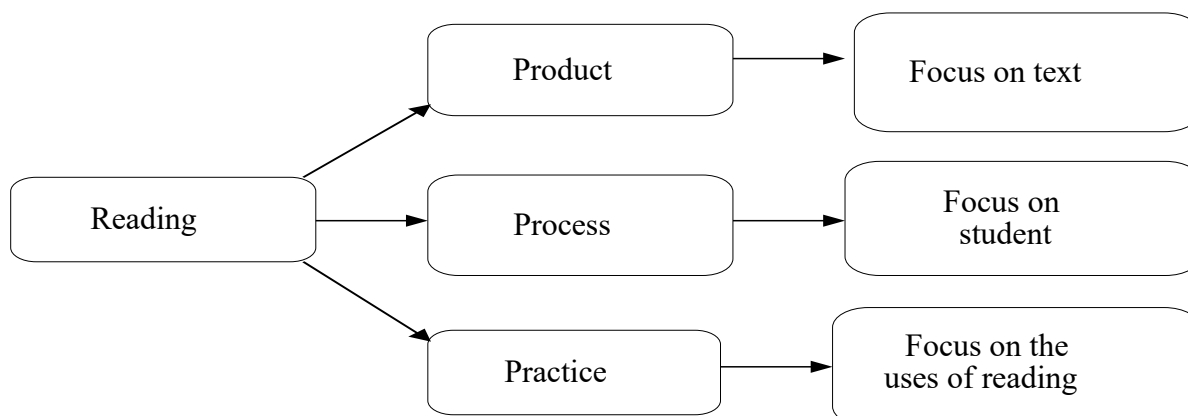 Product
Focus on text
Reading
Process
Focus on
student
Practice
Focus on the
uses of reading